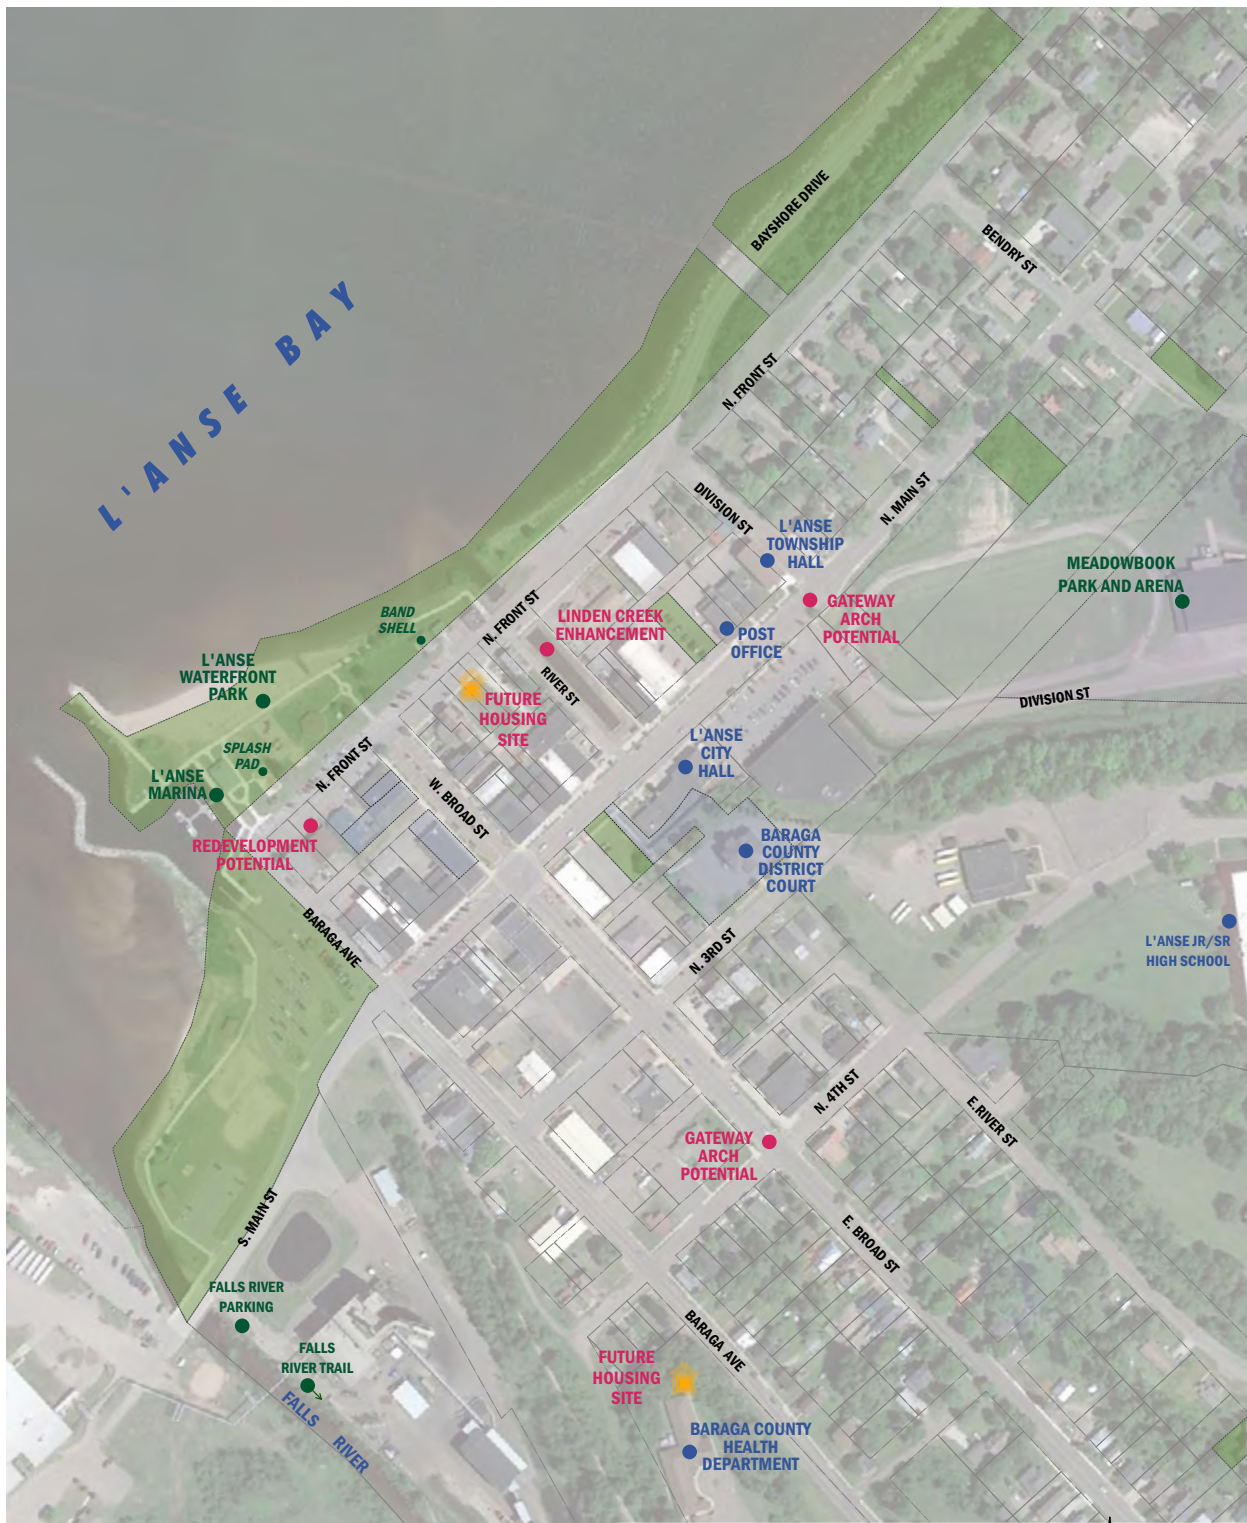 BAYSHORE DRIVE
BENDRY ST
L'ANSE BAY
N. FRONT ST
DIVISION ST
N. MAIN ST
L'ANSE
TOWNSHIP
HALL
MEADOWBOOK
PARK AND ARENA
GATEWAY
ARCH
POTENTIAL
BAND
SHELL
N. FRONT ST
LINDEN CREEK
ENHANCEMENT
POST
OFFICE
L'ANSE
WATERFRONT
PARK
RIVER ST
FUTURE
HOUSING
SITE
DIVISION ST
SPLASH
PAD
N. FRONT ST
L'ANSE
CITY
HALL
L'ANSE
MARINA
W. BROAD ST
REDEVELOPMENT
POTENTIAL
BARAGA
COUNTY
DISTRICT
COURT
BARAGA AVE
N. 3RD ST
L'ANSE JR/SR
HIGH SCHOOL
N. 4TH ST
E. RIVER ST
GATEWAY
ARCH
POTENTIAL
S. MAIN ST
E. BROAD ST
FALLS RIVER
PARKING
FALLS
RIVER TRAIL
BARAGA AVE
FUTURE
HOUSING
SITE
FALLS RIVER
BARAGA COUNTY
HEALTH
DEPARTMENT